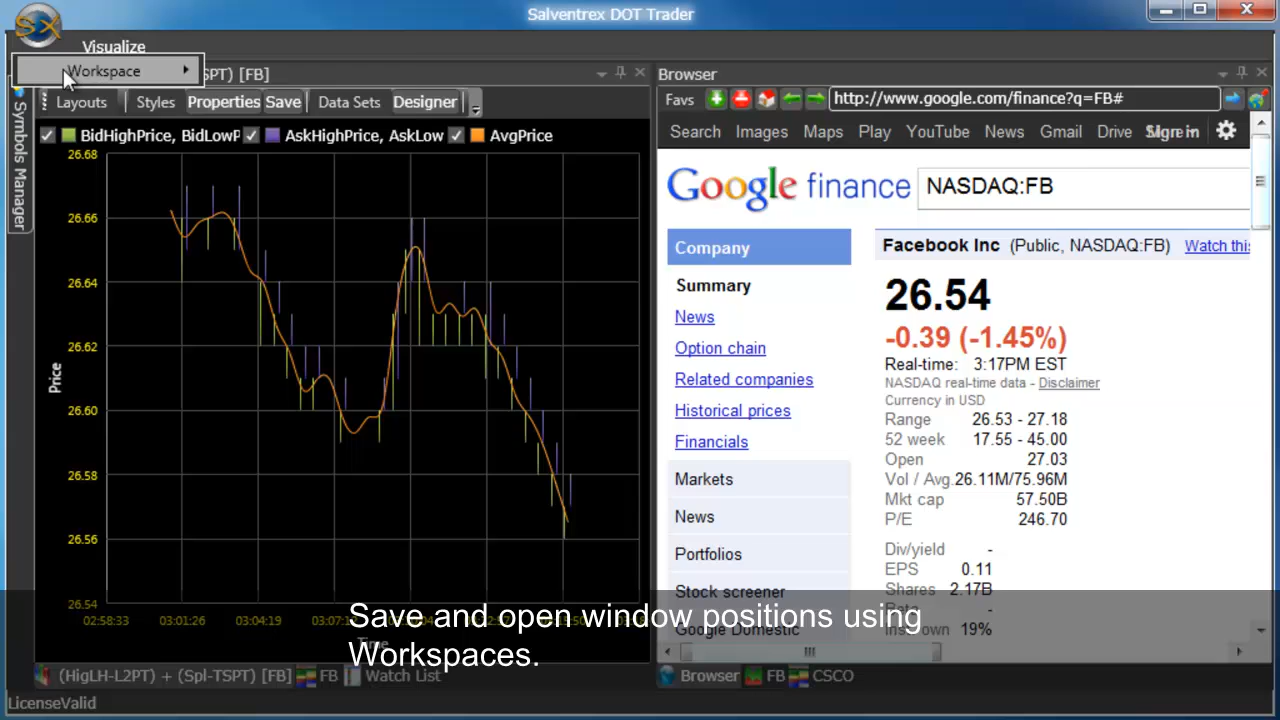 Salventrex DOT Trader
SX
Visualize
Workspace
SPT) [FB]
Layouts Styles Properties Save Data Sets Designer
BidHighPrice, BidLowP AskHighPrice, AskLow AvgPrice
Symbols Manager
26.68
26.66
26.64
26.62
26.60
26.58
26.56
26.54
Price
02:58:33 03:01:26 03:04:19
Time
Browser
Favs http://www.google.com/finance?q=FB#
Search Images Maps Play YouTube News Gmail Drive Sign in
Google finance NASDAQ:FB
Company
Summary
News
Option chain
Related companies
Historical prices
Financials
Markets
News
Portfolios
Stock screener
Google Domestic
Facebook Inc (Public, NASDAQ:FB) Watch this
26.54
-0.39 (-1.45%)
Real-time: 3:17PM EST
NASDAQ real-time data - Disclaimer
Currency in USD
Range 26.53 - 27.18
52 week 17.55 - 45.00
Open 27.03
Vol / Avg. 26.11M/75.96M
Mkt cap 57.50B
P/E 246.70
Div/yield -
EPS 0.11
Shares 2.17B
Beta -
Inst. own 19%
Save and open window positions using
Workspaces.
(HigLH-L2PT) + (Spl-TSPT) [FB] FB Watch List
Browser FB CSCO
LicenseValid